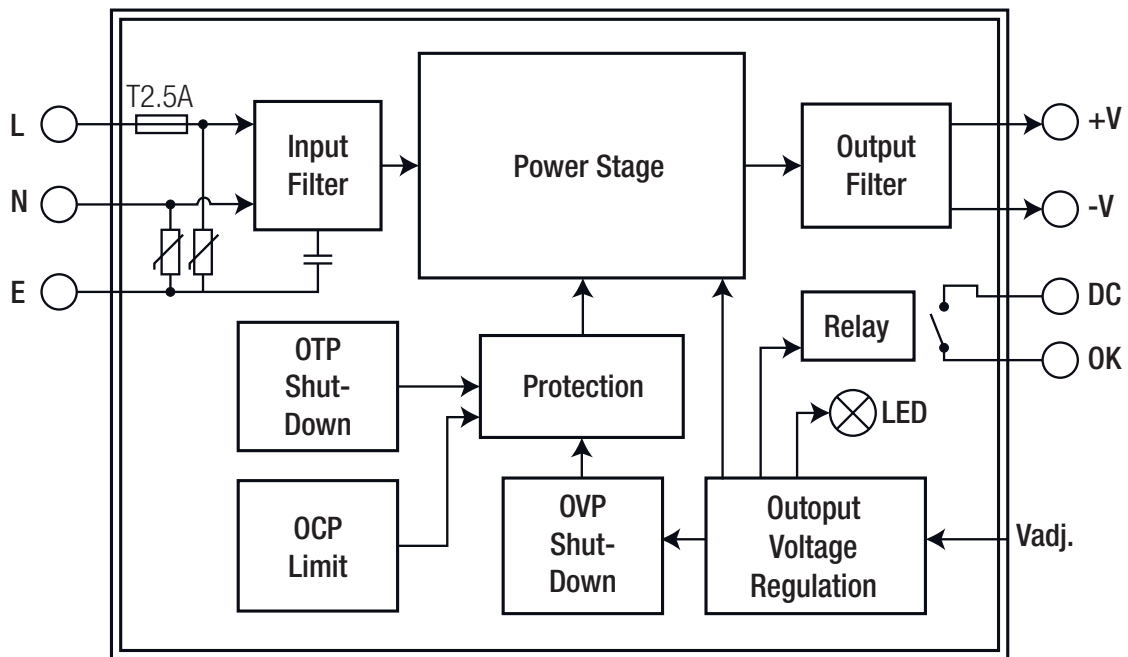 T2.5A
L
Input
Filter
Power Stage
Output
Filter
+V
N
-V
E
DC
Relay
OK
OTP
Shut-
Down
Protection
LED
OCP
Limit
OVP
Shut-
Down
Outoput
Voltage
Regulation
Vadj.